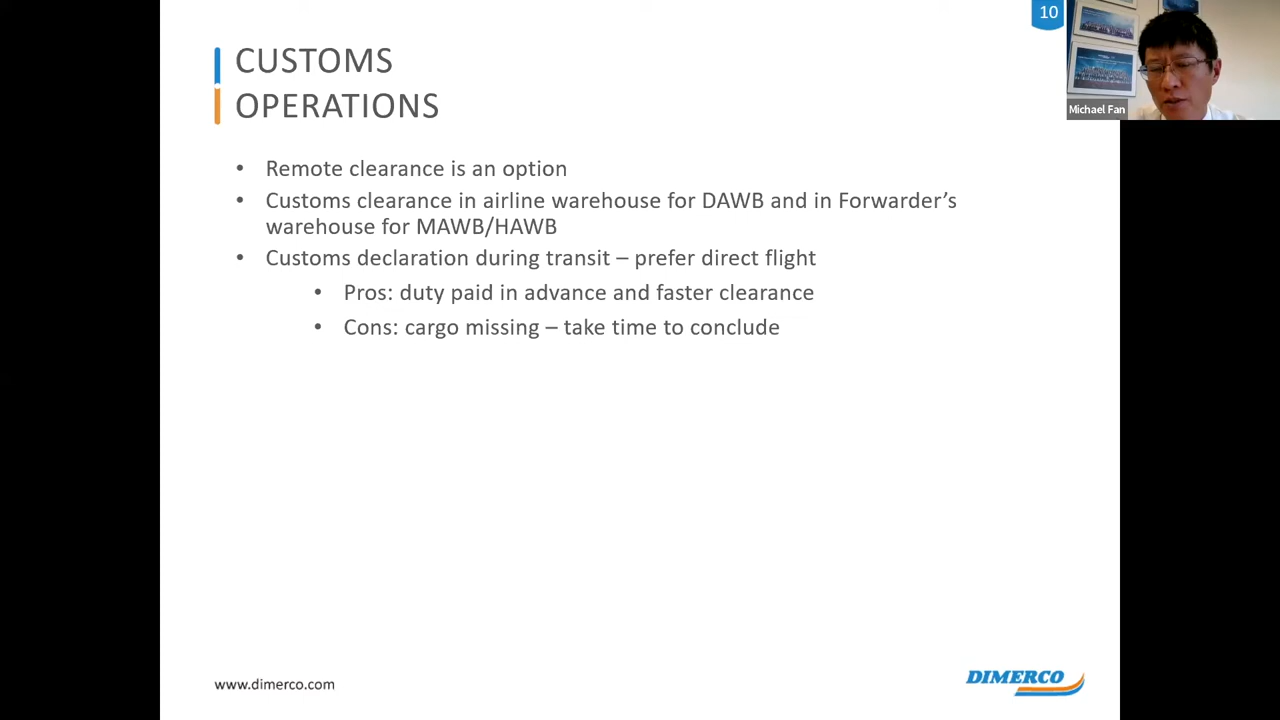 10
CUSTOMS
OPERATIONS
Michael Fan
• Remote clearance is an option
• Customs clearance in airline warehouse for DAWB and in Forwarder’s
warehouse for MAWB/HAWB
• Customs declaration during transit – prefer direct flight
• Pros: duty paid in advance and faster clearance
• Cons: cargo missing – take time to conclude
www.dimerco.com
DIMERCO